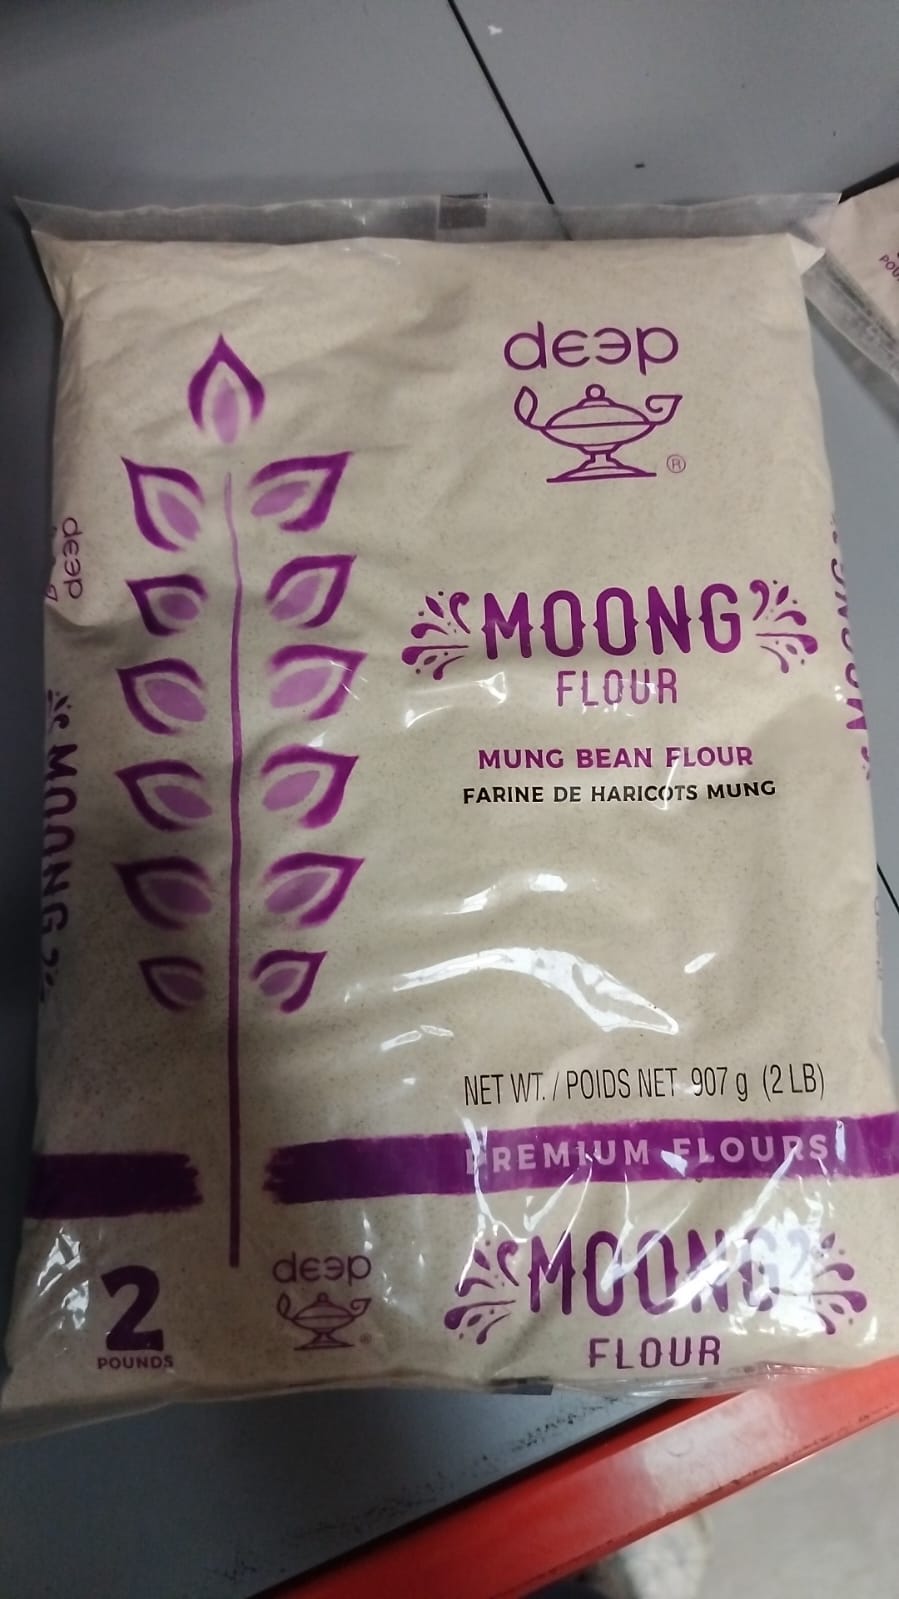 deep
®
MOONG
FLOUR
MUNG BEAN FLOUR
FARINE DE HARICOTS MUNG
NET WT. / POIDS NET 907 g (2 LB)
PREMIUM FLOURS
2
POUNDS
deep
®
MOONG
FLOUR
deep
MOONG
MOONG